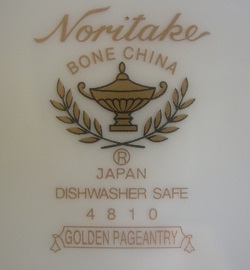 Noritake
BONE CHINA
®
JAPAN
DISHWASHER SAFE
4810
GOLDEN PAGEANTRY